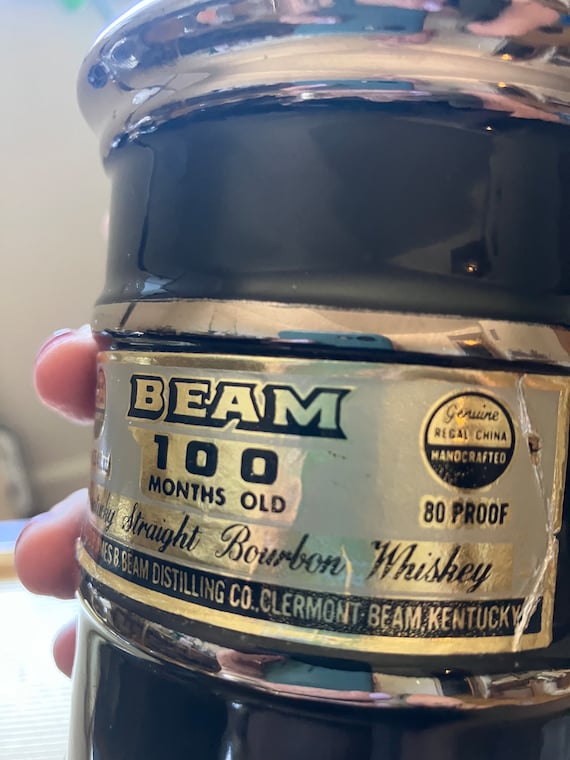 BEAM
100
MONTHS OLD
Genuine
REGAL CHINA
HANDCRAFTED
80 PROOF
Straight Bourbon Whiskey
B. BEAM DISTILLING CO., CLERMONT BEAM, KENTUCKY